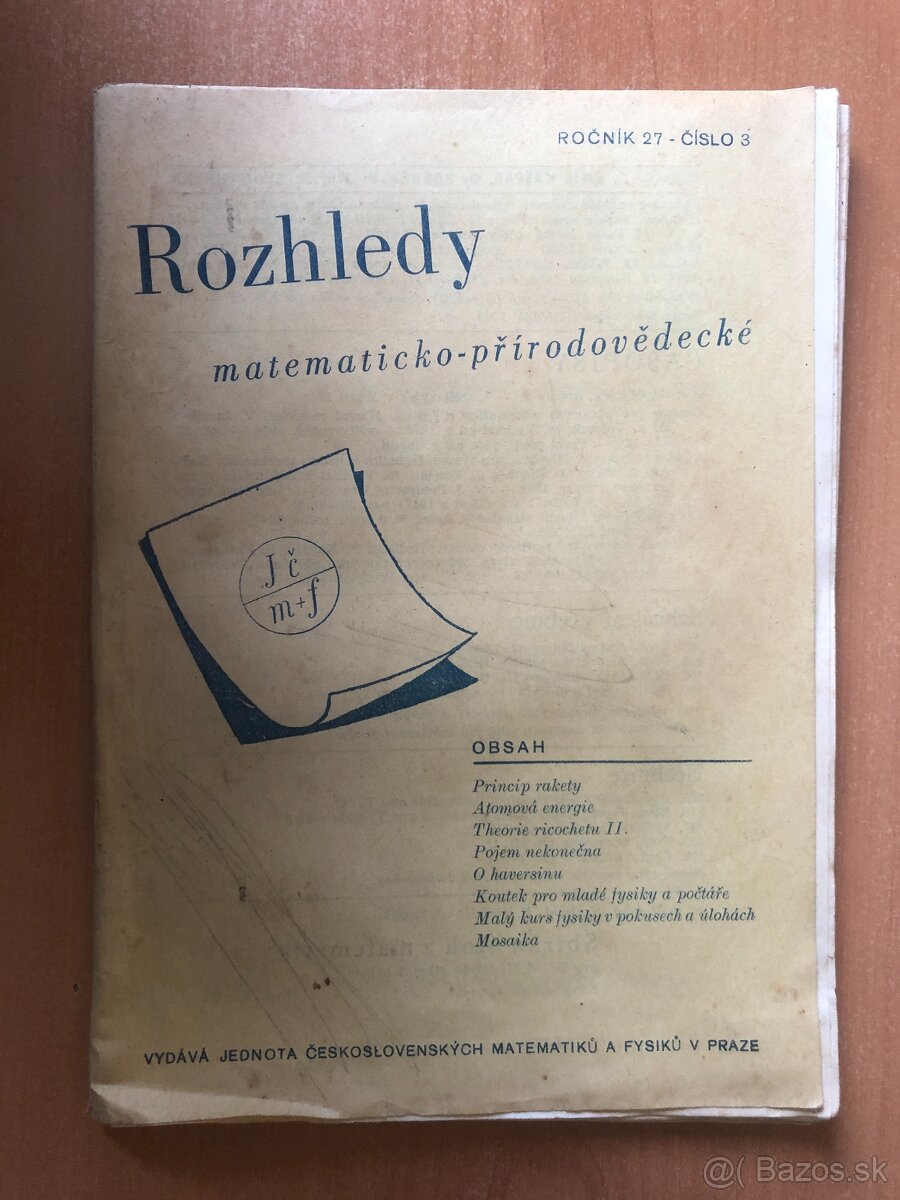 ROČNÍK 27 - ČÍSLO 3
Rozhledy
matematicko-přírodovědecké
Jč
m+f
OBSAH
Princip rakety
Atomová energie
Theorie ricochetu II.
Pojem nekonečna
O haversinu
Koutek pro mladé fysiky a počtáře
Malý kurs fysiky v pokusech a úlohách
Mosaika
VYDÁVÁ JEDNOTA ČESKOSLOVENSKÝCH MATEMATIKŮ A FYSIKŮ V PRAZE
@( Bazos.sk